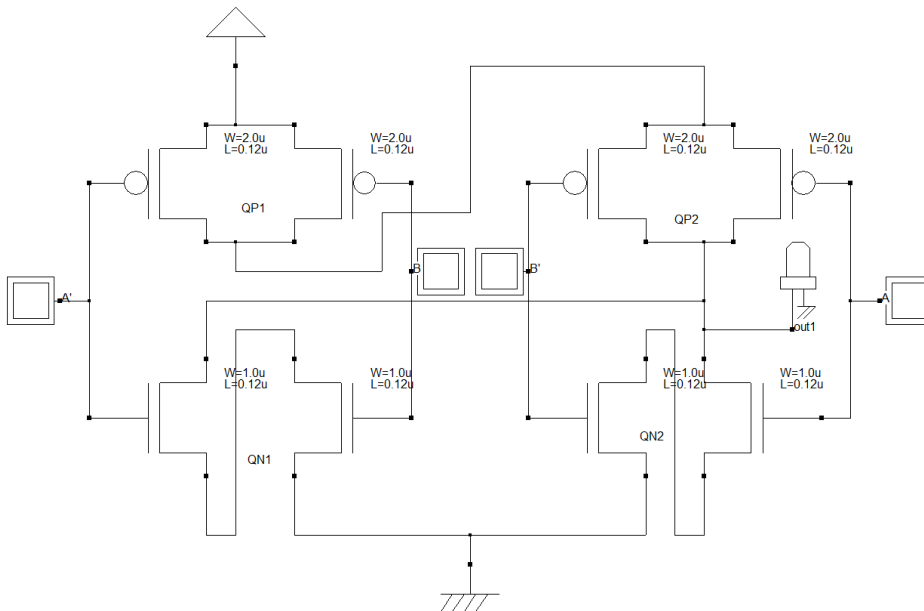 W=2.0u
L=0.12u
W=2.0u
L=0.12u
W=2.0u
L=0.12u
W=2.0u
L=0.12u
QP1
QP2
A'
B
B'
A
out1
W=1.0u
L=0.12u
W=1.0u
L=0.12u
W=1.0u
L=0.12u
W=1.0u
L=0.12u
QN1
QN2